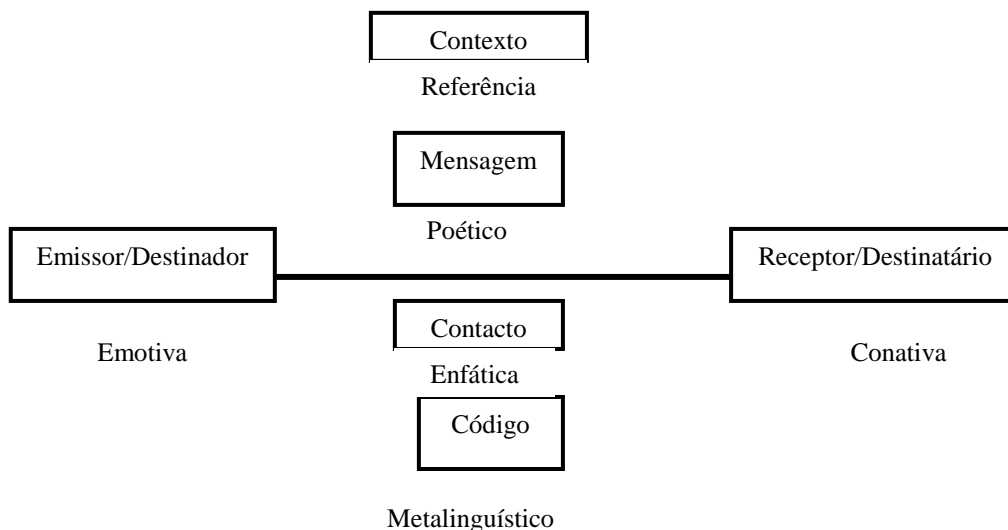 Contexto
Referência
Mensagem
Poético
Emissor/Destinador
Receptor/Destinatário
Contacto
Emotiva
Conativa
Enfática
Código
Metalinguístico